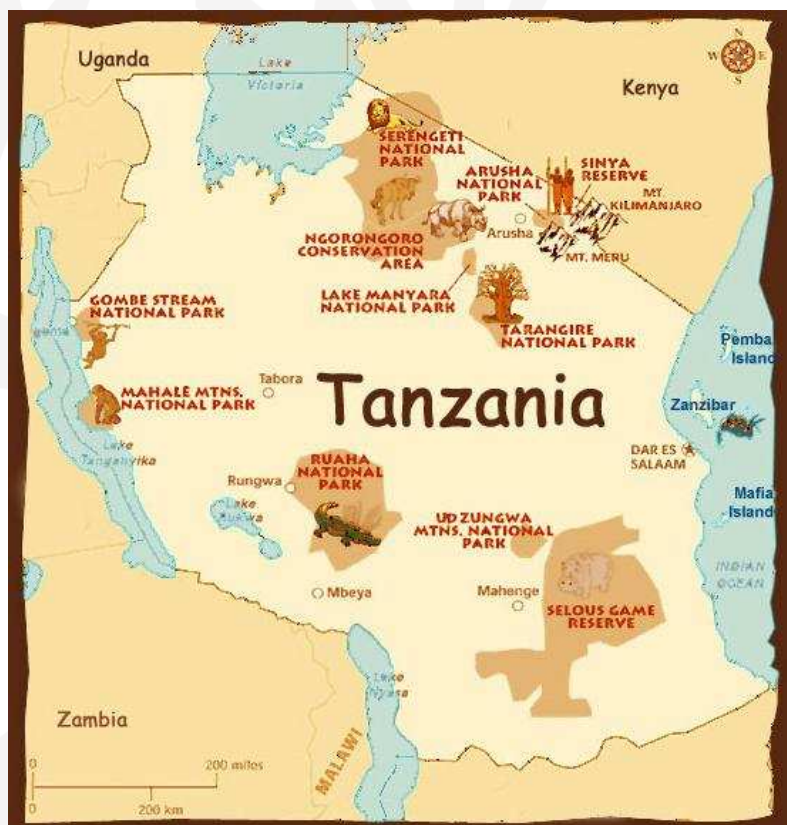 Uganda
Lake
Victoria
Kenya
N
W
E
S
SERENGETI
NATIONAL
PARK
ARUSHA
NATIONAL
PARK
SINYA
RESERVE
MT.
KILIMANJARO
Arusha
MT. MERU
NGORONGORO
CONSERVATION
AREA
LAKE MANYARA
NATIONAL PARK
TARANGIRE
NATIONAL PARK
GOMBE STREAM
NATIONAL PARK
MAHALE MTNS.
NATIONAL PARK
Tabora
Tanzania
Pemba
Island
Zanzibar
DAR ES
SALAAM
Mafia
Island
Lake
Tanganyika
RUAHA
NATIONAL
PARK
Rungwa
Lake
UDZUNGWA
MTNS. NATIONAL
PARK
INDIAN
OCEAN
Mbeya
Mahenge
SELOUS GAME
RESERVE
Lake
Nyasa
Zambia
MALAWI
0
200 miles
0
200 km